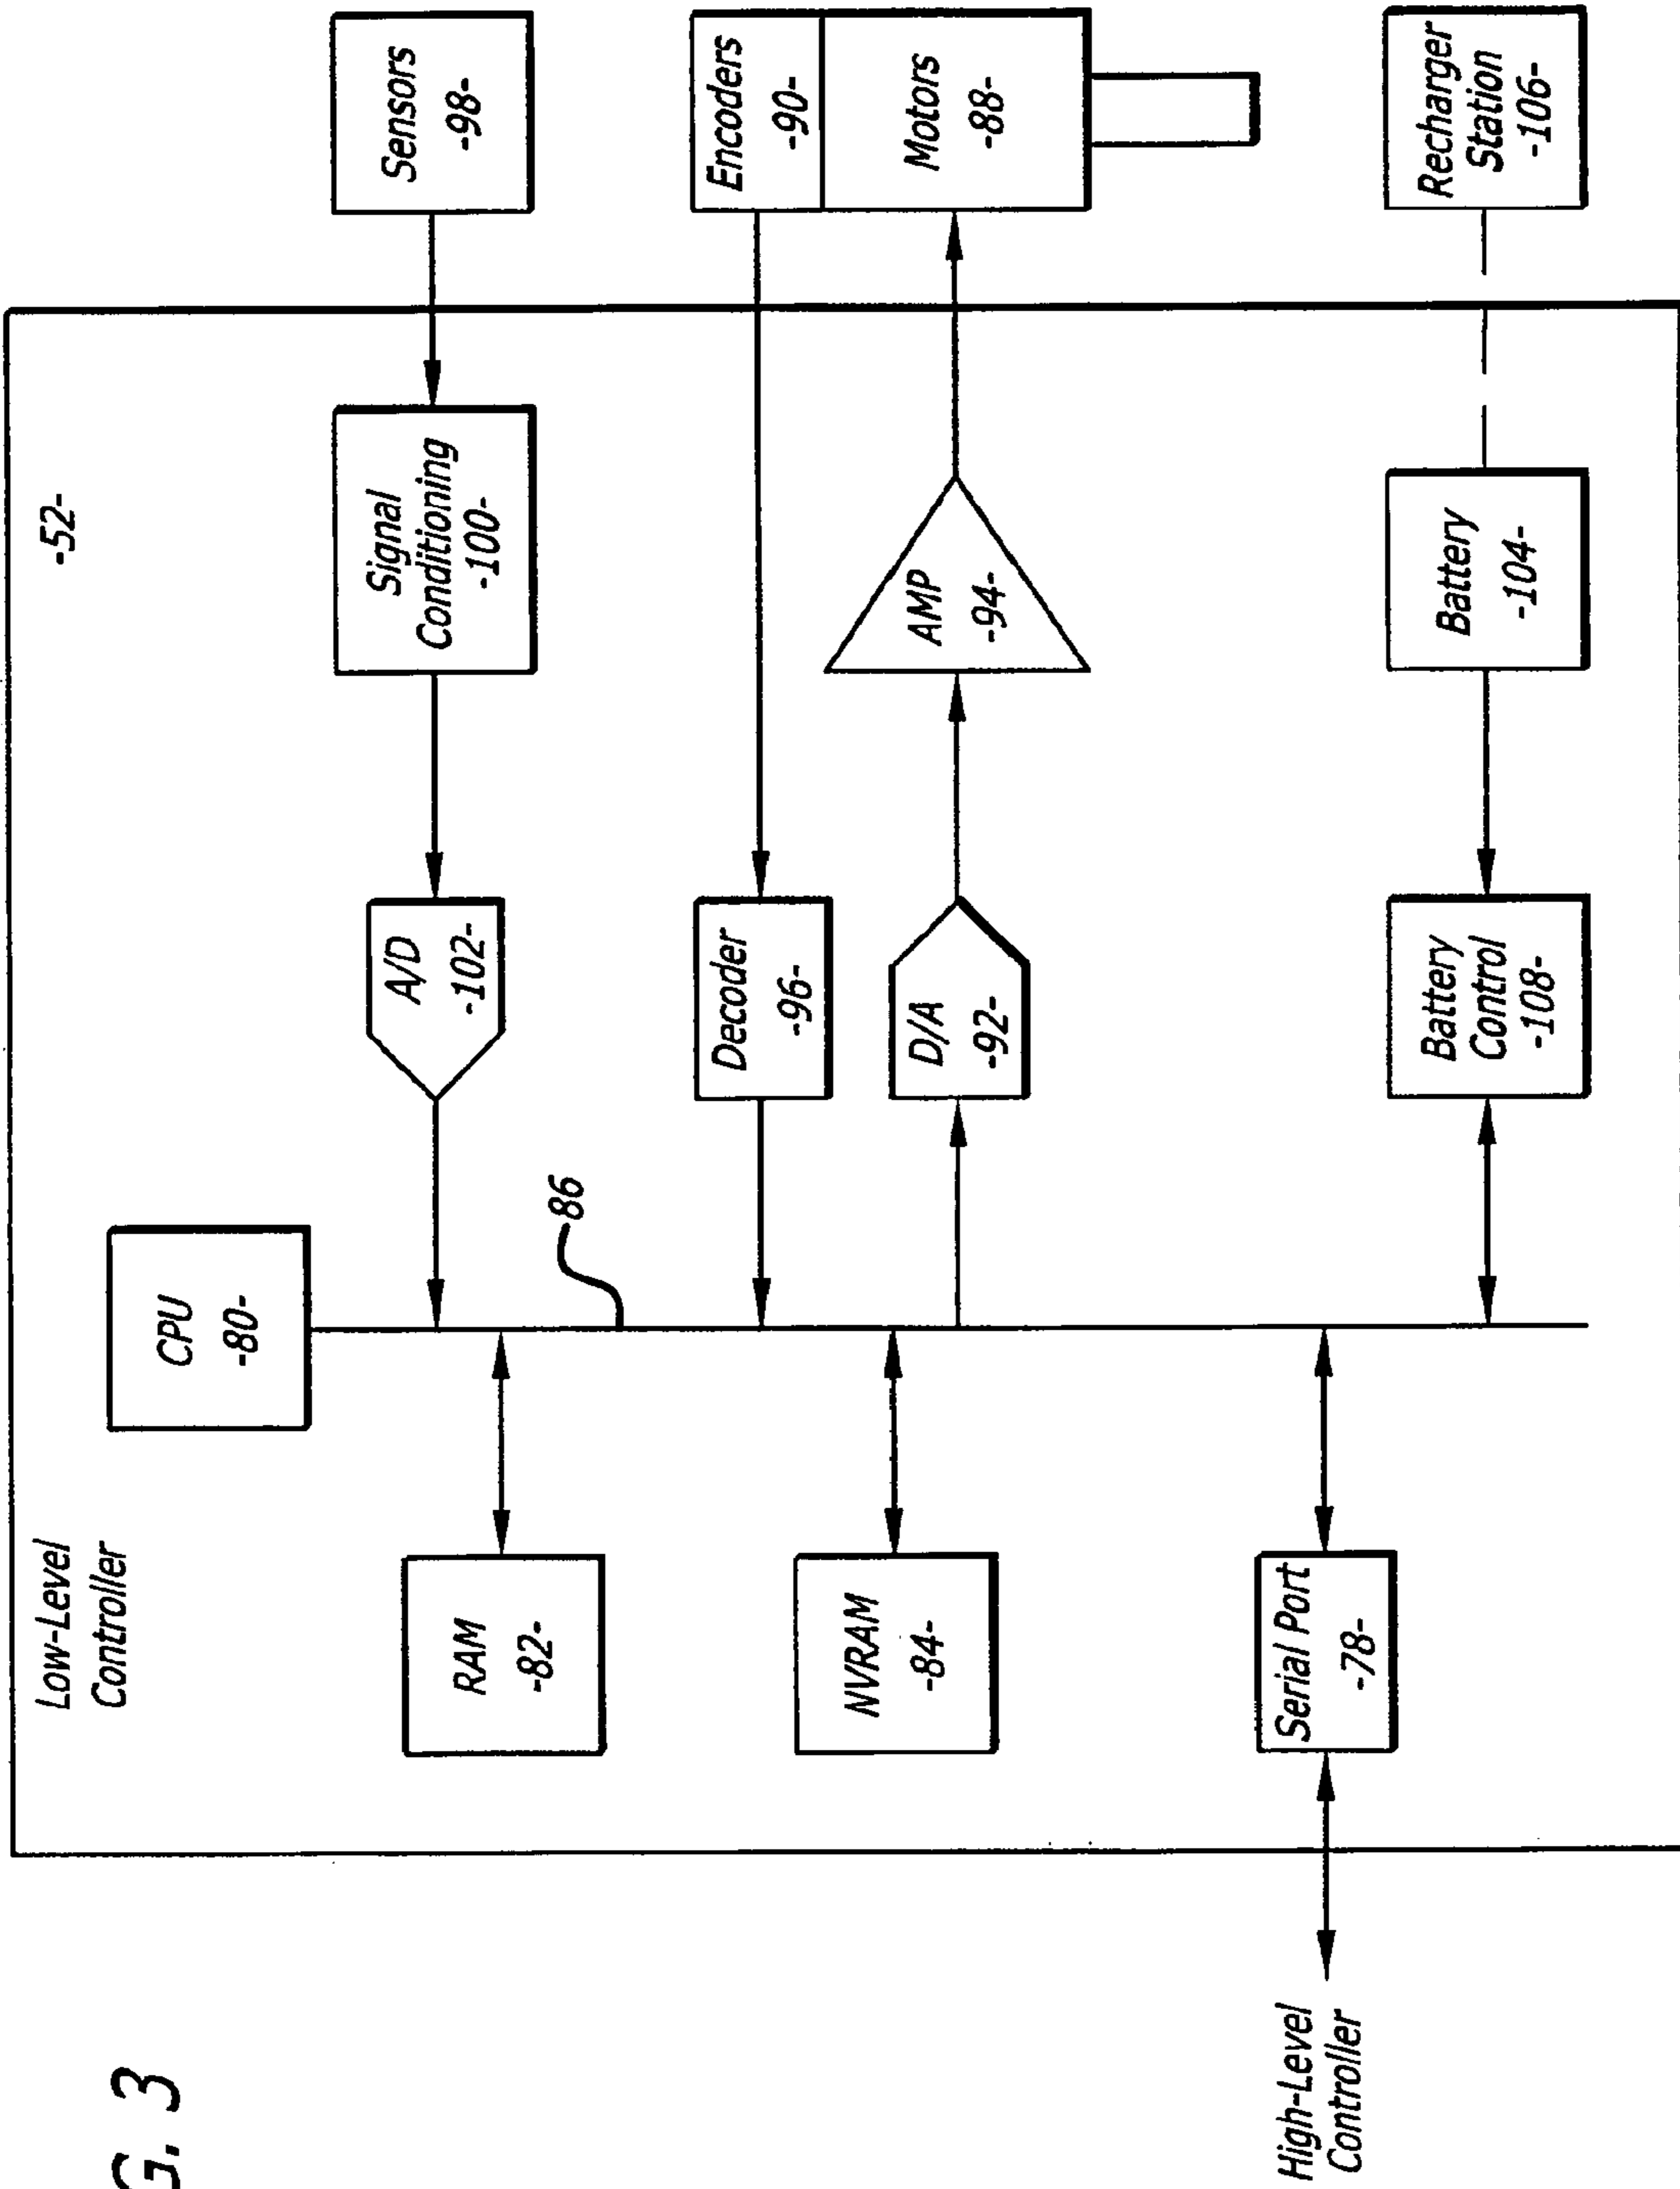 G. 3
Low-Level
Controller
-52-
CPU
-80-
Sensors
-98-
Signal
Conditioning
-100-
A/D
-102-
RAM
-82-
86
Encoders
-90-
Motors
-88-
Decoder
-96-
AMP
-94-
D/A
-92-
NVRAM
-84-
Serial Port
-78-
High-Level
Controller
Battery
Control
-108-
Battery
-104-
Recharger
Station
-106-